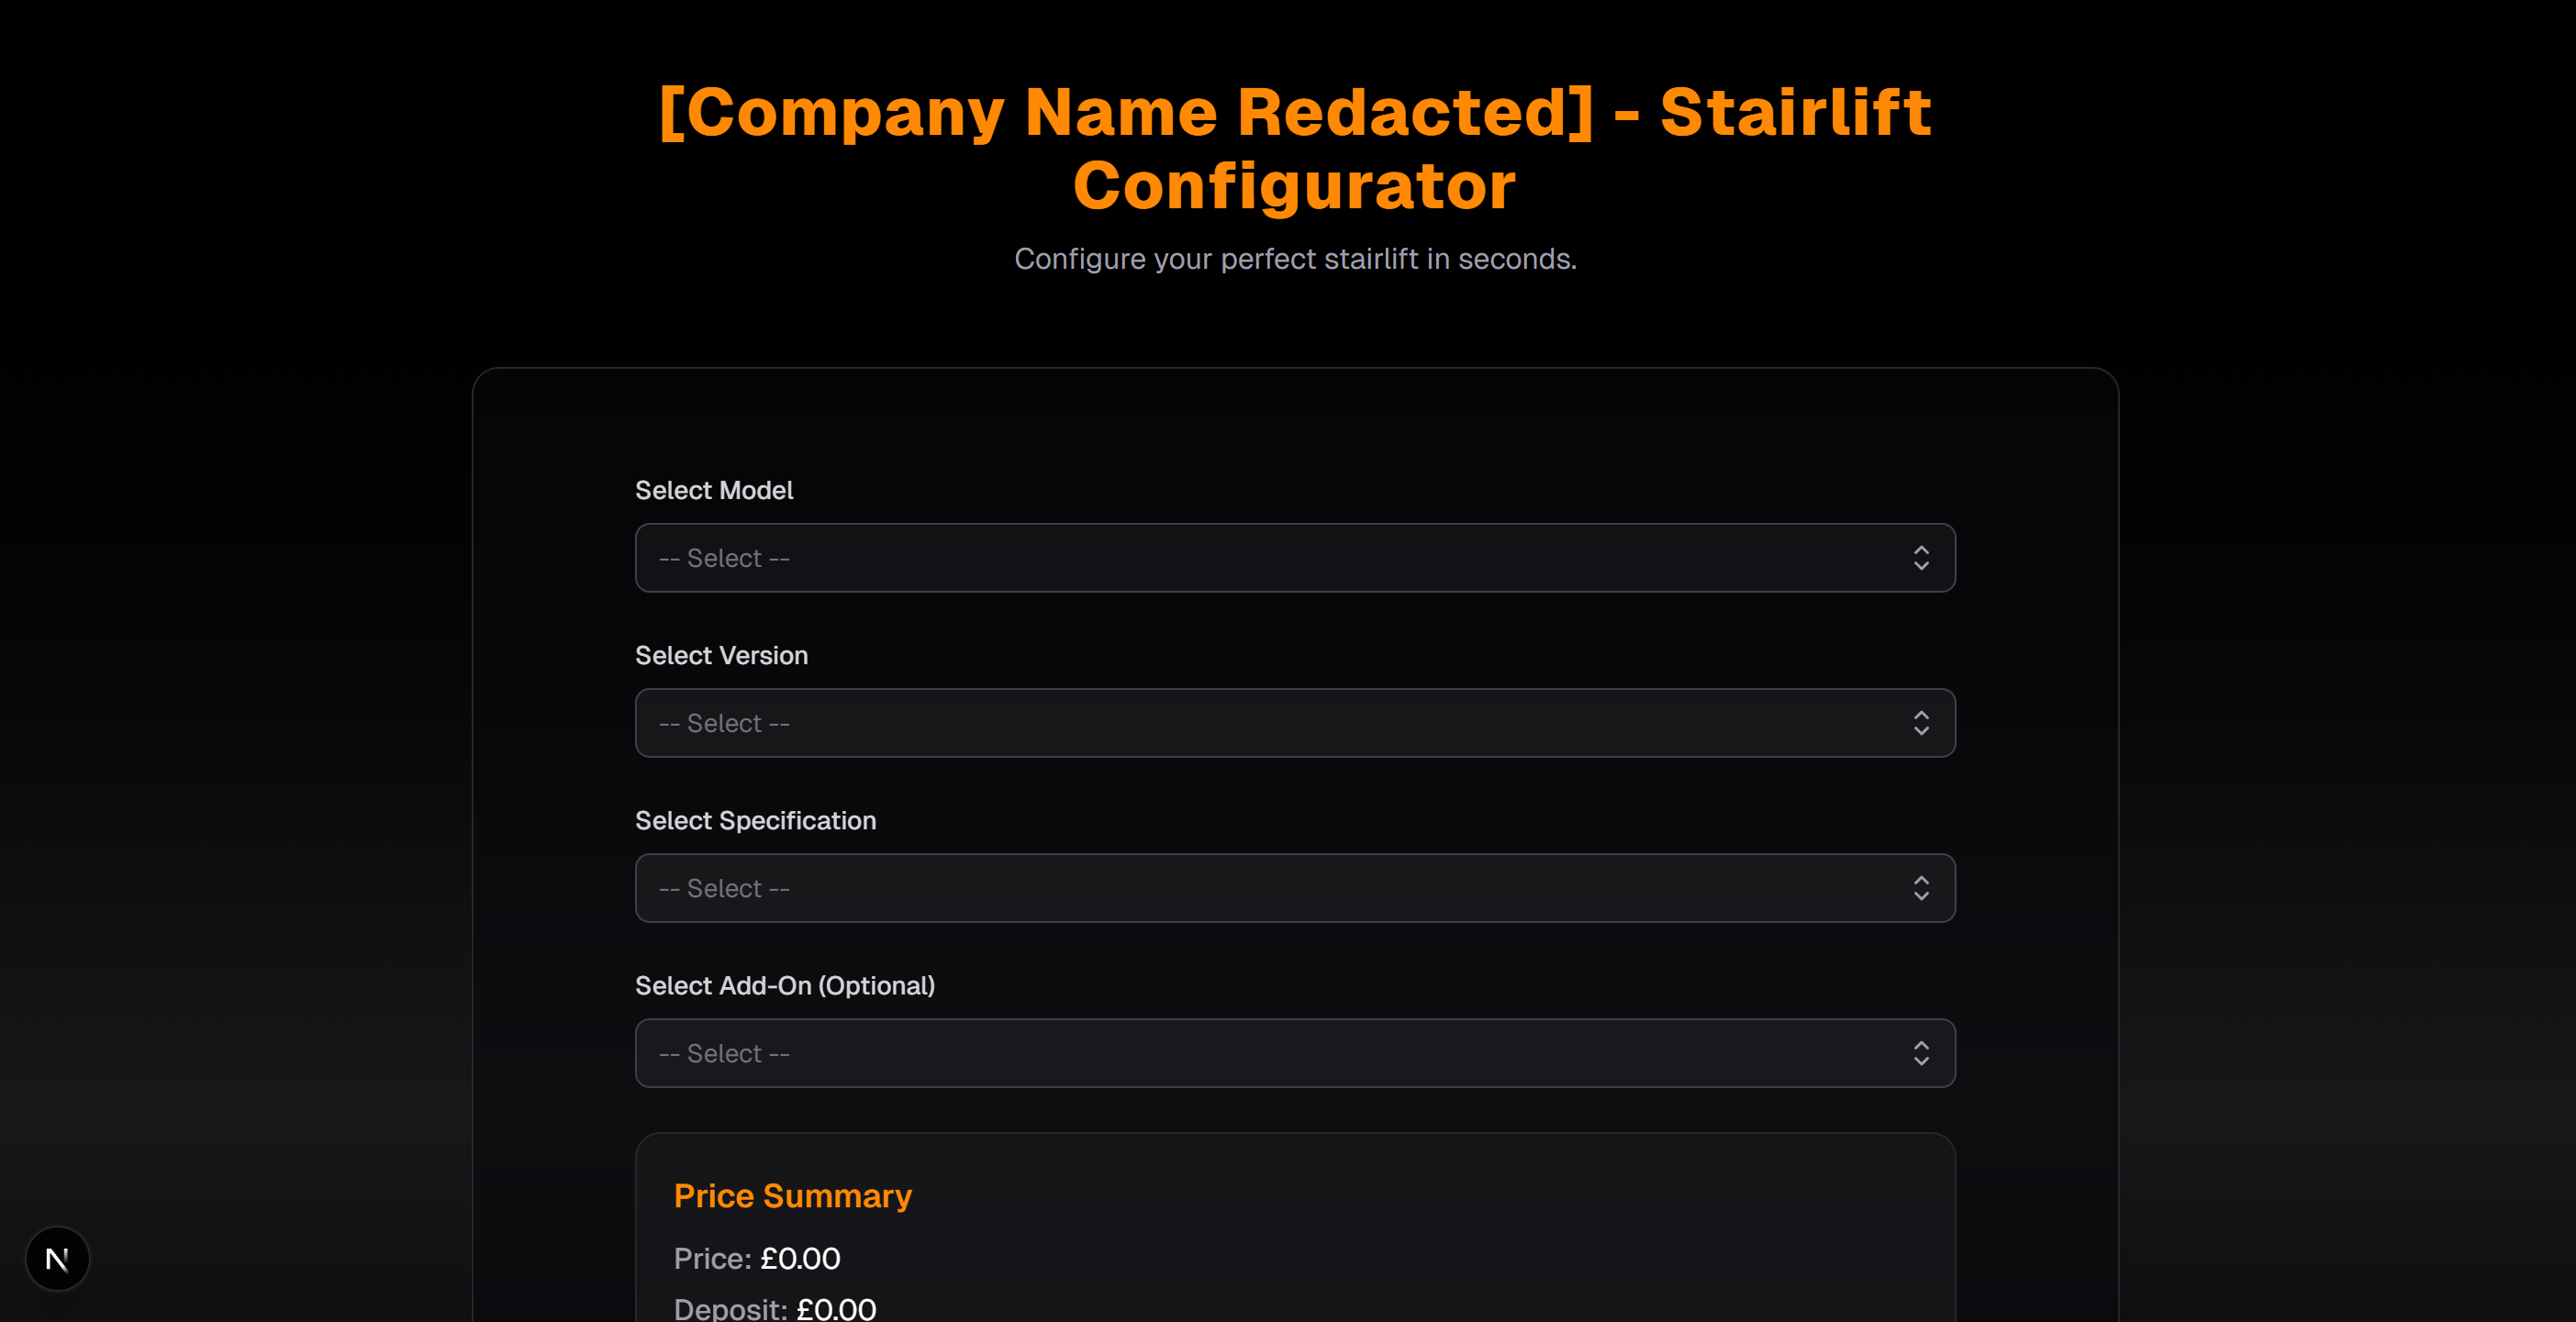 [Company Name Redacted] - Stairlift
Configurator
Configure your perfect stairlift in seconds.
Select Model
-- Select --
Select Version
-- Select --
Select Specification
-- Select --
Select Add-On (Optional)
-- Select --
Price Summary
Price: £0.00
Deposit: £0.00
N